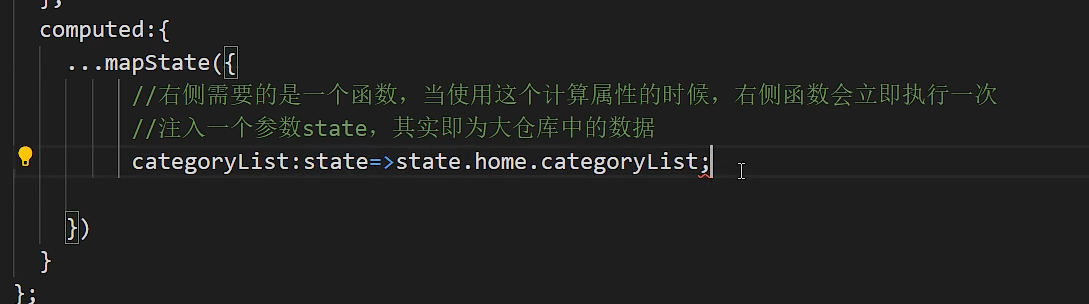 };
computed:{
...mapState({
//右侧需要的是一个函数，当使用这个计算属性的时候，右侧函数会立即执行一次
//注入一个参数state，其实即为大仓库中的数据
categoryList:state=>state.home.categoryList;
})
}
};